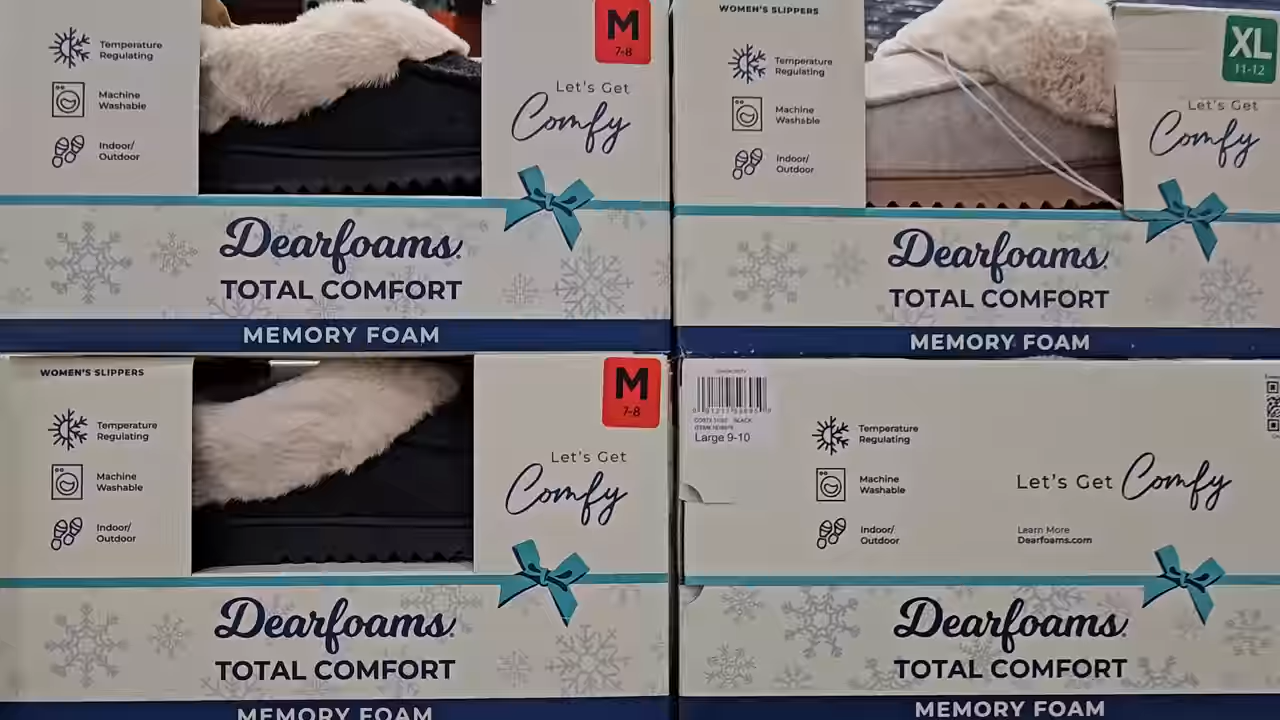 Temperature
Regulating
Machine
Washable
Indoor/
Outdoor
M
7-8
Let's Get
Comfy
Dearfoams.
TOTAL COMFORT
MEMORY FOAM
WOMEN'S SLIPPERS
Temperature
Regulating
Machine
Washable
Indoor/
Outdoor
XL
11-12
Let's Get
Comfy
Dearfoams.
TOTAL COMFORT
MEMORY FOAM
WOMEN'S SLIPPERS
Temperature
Regulating
Machine
Washable
Indoor/
Outdoor
M
7-8
Let's Get
Comfy
Dearfoams.
TOTAL COMFORT
MEMORY FOAM
BLACK
Large 9-10
Temperature
Regulating
Machine
Washable
Indoor/
Outdoor
Let's Get Comfy
Learn More
Dearfoams.com
Dearfoams.
TOTAL COMFORT
MEMORY FOAM